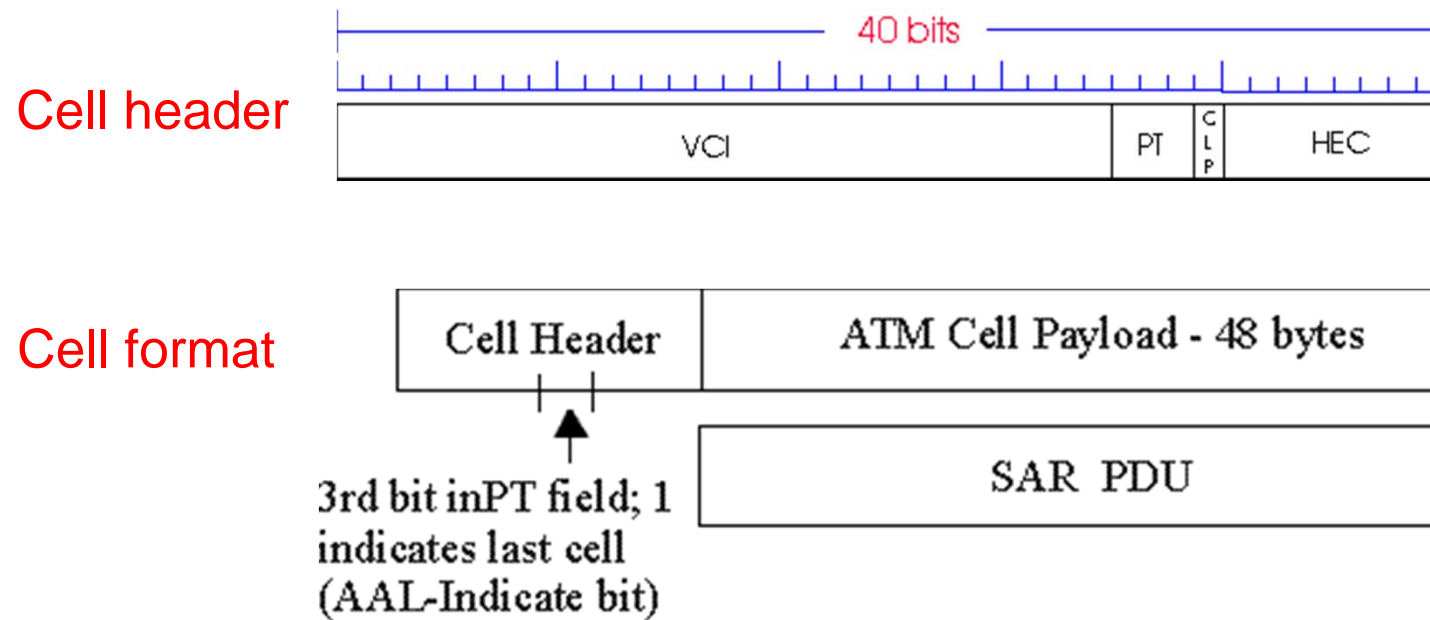 40 bits
Cell header
VCI
PT
C
L
P
HEC
Cell format
Cell Header
ATM Cell Payload - 48 bytes
SAR PDU
3rd bit inPT field; 1
indicates last cell
(AAL-Indicate bit)